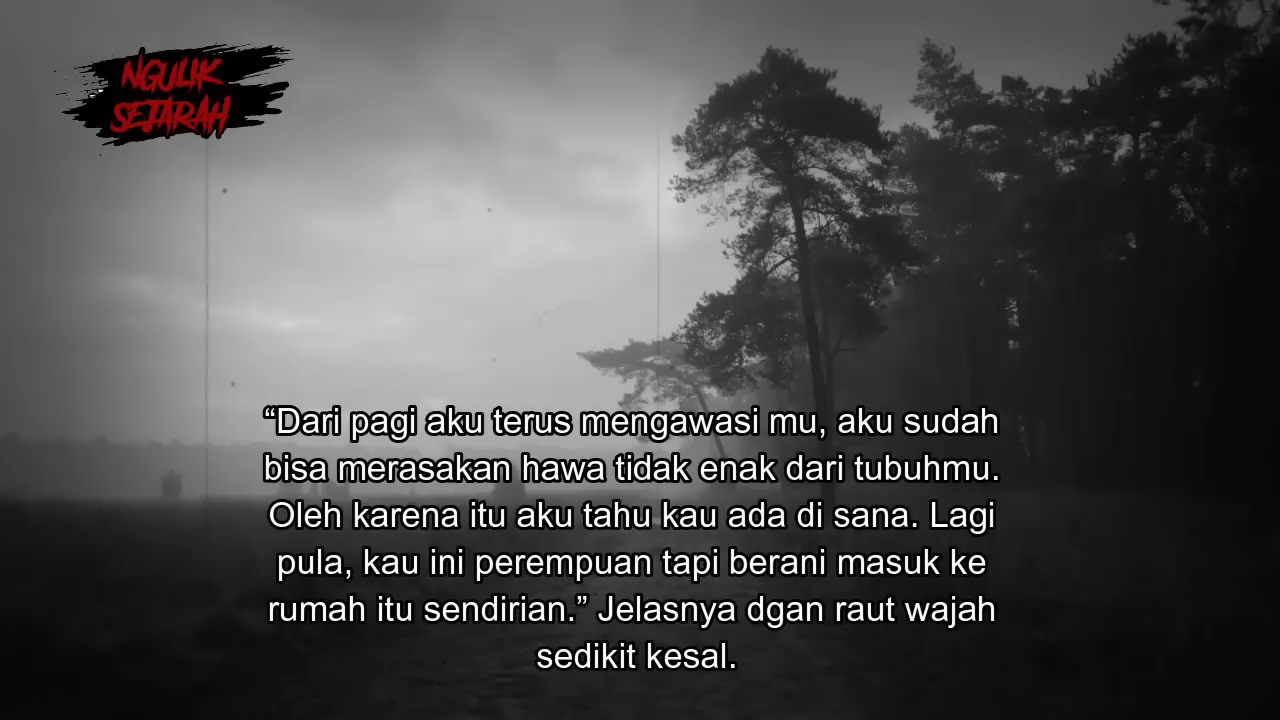 NGULIK
SEJARAH
“Dari pagi aku terus mengawasi mu, aku sudah
bisa merasakan hawa tidak enak dari tubuhmu.
Oleh karena itu aku tahu kau ada di sana. Lagi
pula, kau ini perempuan tapi berani masuk ke
rumah itu sendirian.” Jelasnya dgan raut wajah
sedikit kesal.